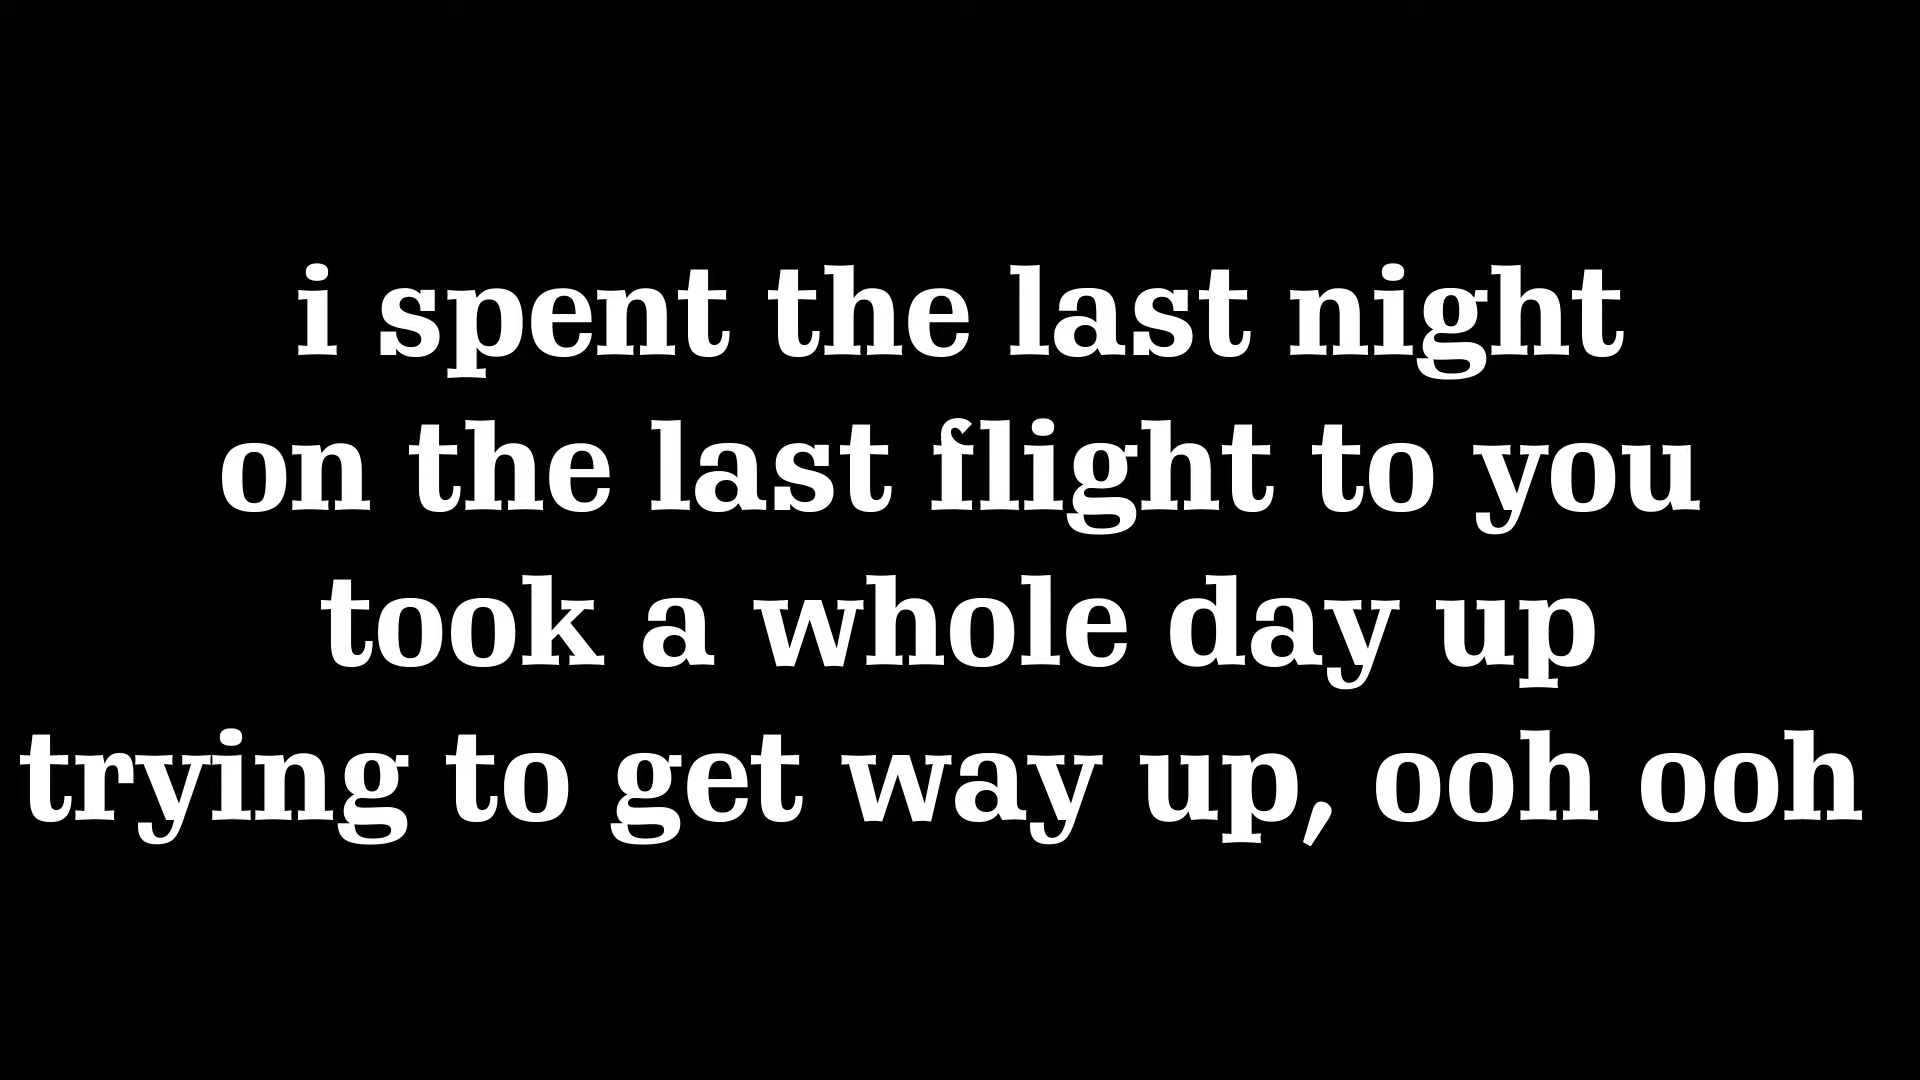 i spent the last night
on the last flight to you
took a whole day up
trying to get way up, ooh ooh